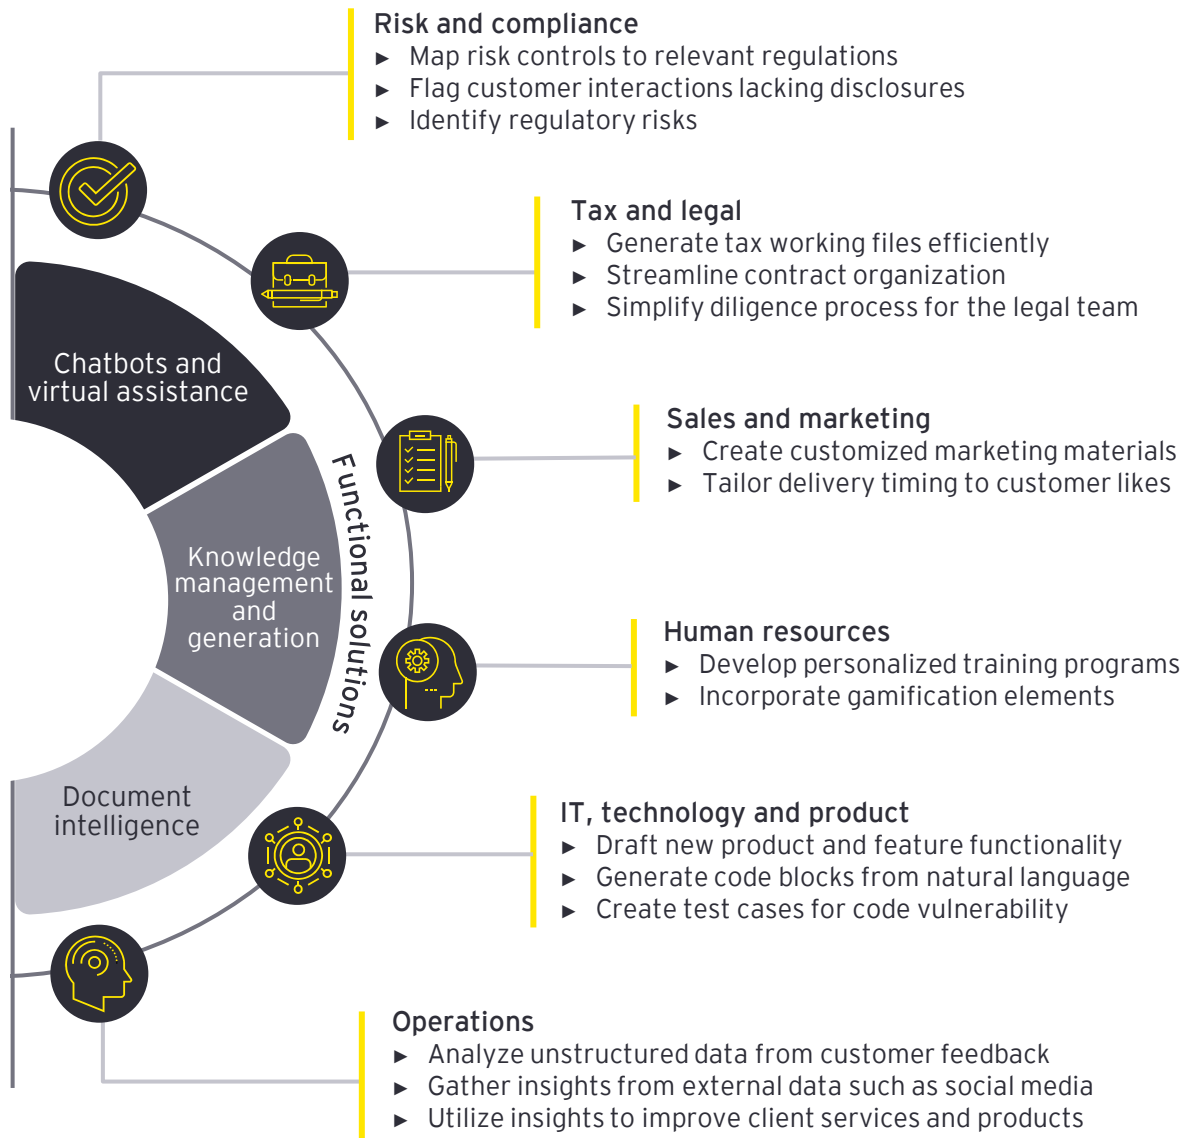 Risk and compliance
► Map risk controls to relevant regulations
► Flag customer interactions lacking disclosures
► Identify regulatory risks
Tax and legal
► Generate tax working files efficiently
► Streamline contract organization
► Simplify diligence process for the legal team
Chatbots and
virtual assistance
Sales and marketing
► Create customized marketing materials
► Tailor delivery timing to customer likes
Functional solutions
Knowledge
management
and
generation
Human resources
► Develop personalized training programs
► Incorporate gamification elements
Document
intelligence
IT, technology and product
► Draft new product and feature functionality
► Generate code blocks from natural language
► Create test cases for code vulnerability
Operations
► Analyze unstructured data from customer feedback
► Gather insights from external data such as social media
► Utilize insights to improve client services and products